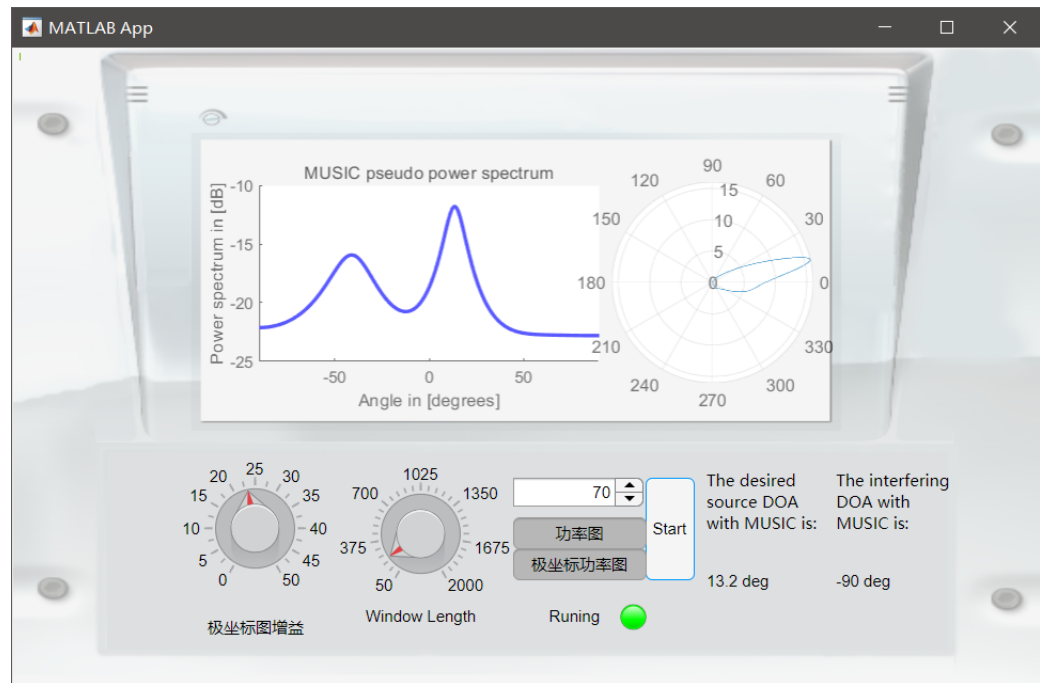 MATLAB App
MUSIC pseudo power spectrum
Power spectrum in [dB]
-10
-15
-20
-25
-50 0 50
Angle in [degrees]
90
120 60
150 30
180 0
210 330
240 300
270
15
10
5
0
0 5 10 15 20 25 30 35 40 45 50
极坐标图增益
50 375 700 1025 1350 1675 2000
Window Length
70
功率图
极坐标功率图
Start
Runing
The desired
source DOA
with MUSIC is:
13.2 deg
The interfering
DOA with
MUSIC is:
-90 deg